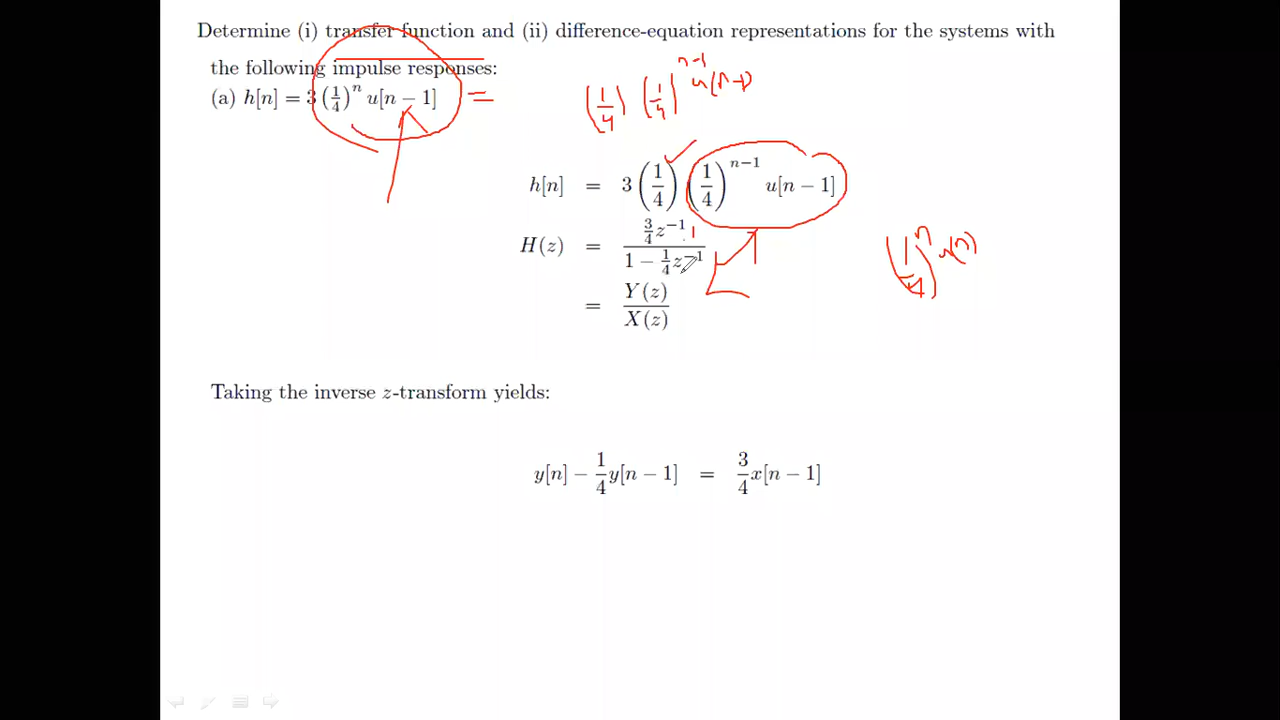 Determine (i) transfer function and (ii) difference-equation representations for the systems with
the following impulse responses:
(a) h[n] = 3 (1/4)^n u[n − 1] =
(1/4) (1/4)^n-1 u(n-1)
h[n] = 3 (1/4) (1/4)^n−1 u[n − 1]
H(z) = 3/4 z^−1 / 1 − 1/4 z^−1
(1/4)^n u(n)
= Y(z) / X(z)
Taking the inverse z-transform yields:
y[n] − 1/4 y[n − 1] = 3/4 x[n − 1]